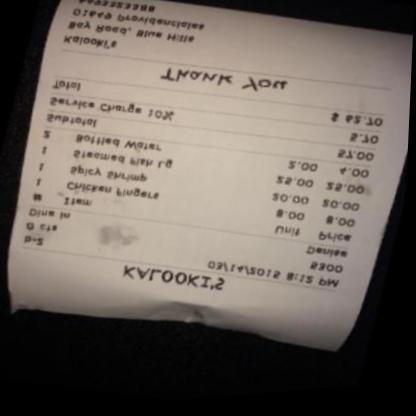 KALOOKI'S
b-2 03/14/2015 8:12 PM
0 cts 5300
Dine in Denise
# Item Unit Price
1 Chicken Fingers 8.00 8.00
1 Spicy Shrimp 20.00 20.00
1 Steamed Fish Lg 25.00 25.00
2 Bottled Water 2.00 4.00
Subtotal 57.00
Service Charge 10% 5.70
Total $ 62.70
Thank You
Kalooki's
Bay Road, Blue Hills
01649 Providenciales